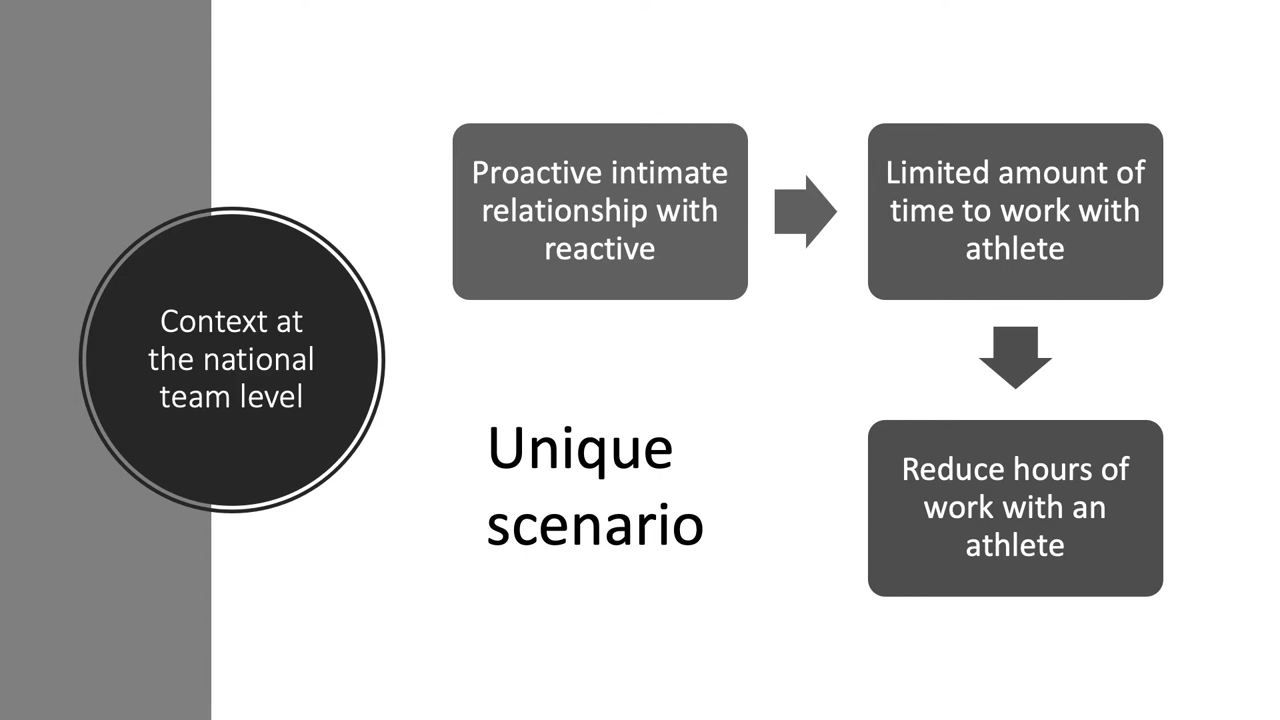 Context at
the national
team level
Proactive intimate
relationship with
reactive
Limited amount of
time to work with
athlete
Reduce hours of
work with an
athlete
Unique
scenario